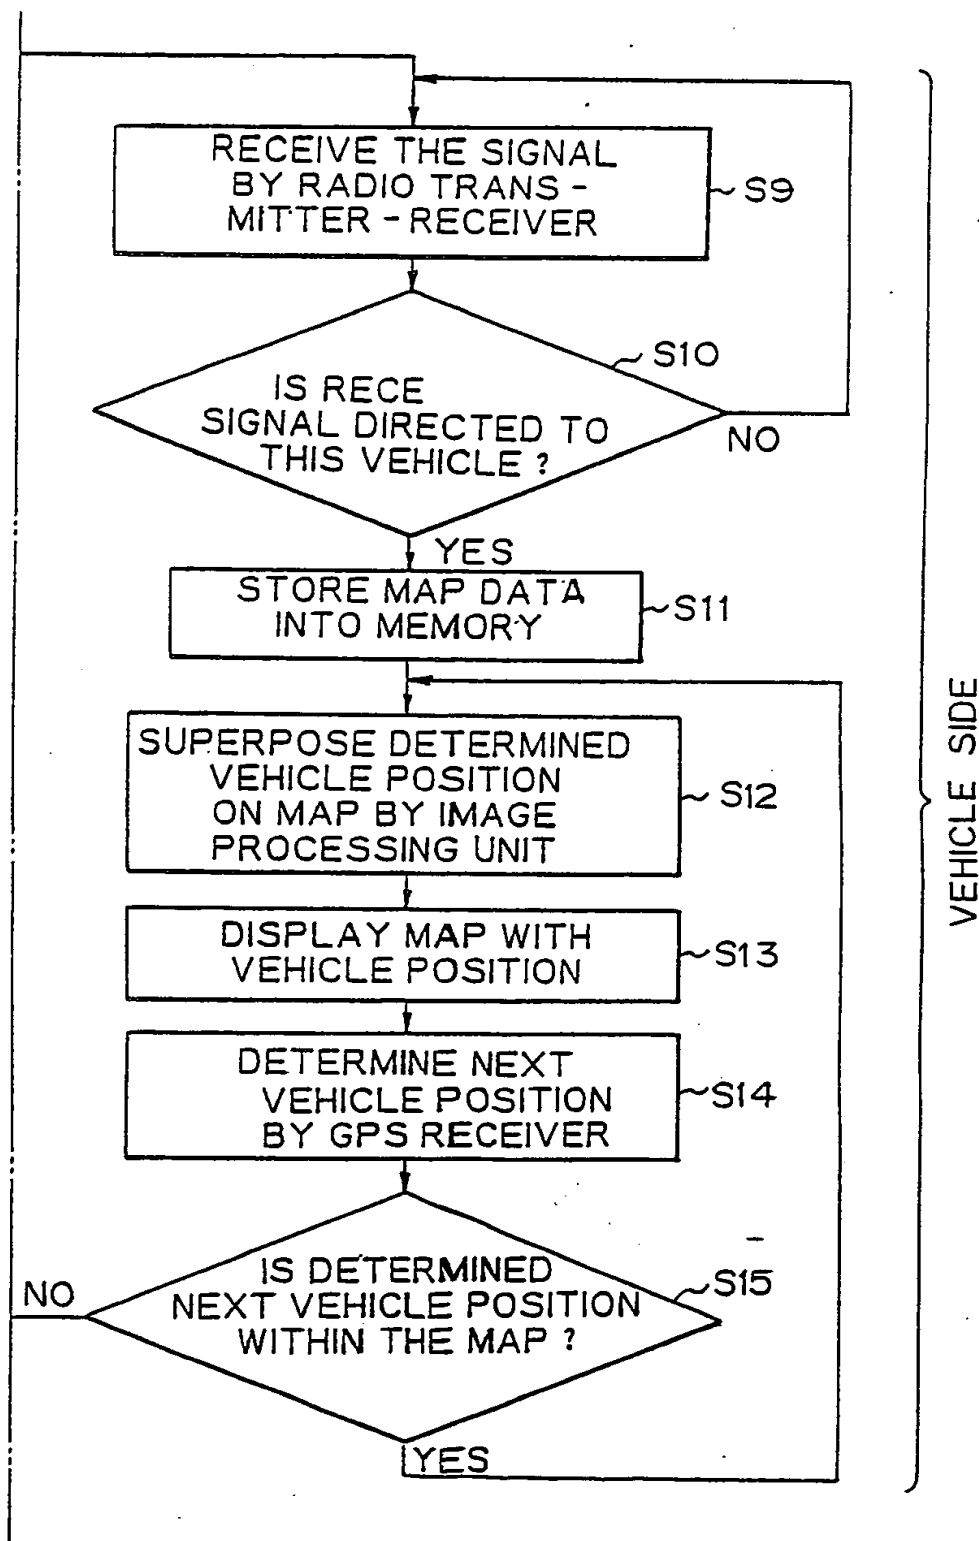 RECEIVE THE SIGNAL
BY RADIO TRANS-
MITTER-RECEIVER
S9
S10
IS RECE
SIGNAL DIRECTED TO
THIS VEHICLE ?
NO
YES
STORE MAP DATA
INTO MEMORY
S11
SUPERPOSE DETERMINED
VEHICLE POSITION
ON MAP BY IMAGE
PROCESSING UNIT
S12
DISPLAY MAP WITH
VEHICLE POSITION
S13
DETERMINE NEXT
VEHICLE POSITION
BY GPS RECEIVER
S14
IS DETERMINED
NEXT VEHICLE POSITION
WITHIN THE MAP ?
S15
NO
YES
VEHICLE SIDE